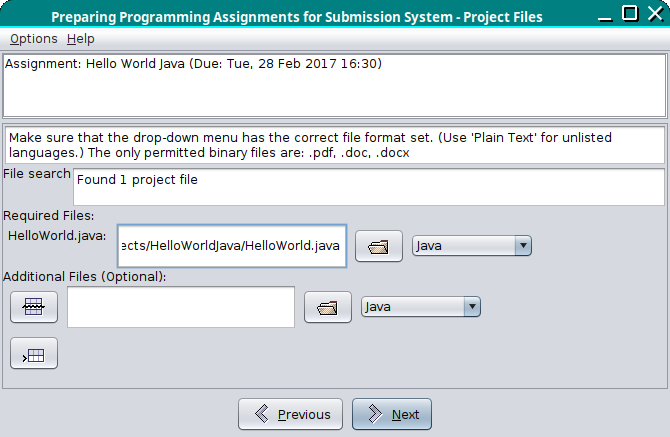 Preparing Programming Assignments for Submission System - Project Files
Options Help
Assignment: Hello World Java (Due: Tue, 28 Feb 2017 16:30)
Make sure that the drop-down menu has the correct file format set. (Use 'Plain Text' for unlisted
languages.) The only permitted binary files are: .pdf, .doc, .docx
File search Found 1 project file
Required Files:
HelloWorld.java: ects/HelloWorldJava/HelloWorld.java Java
Additional Files (Optional):
Java
Previous Next